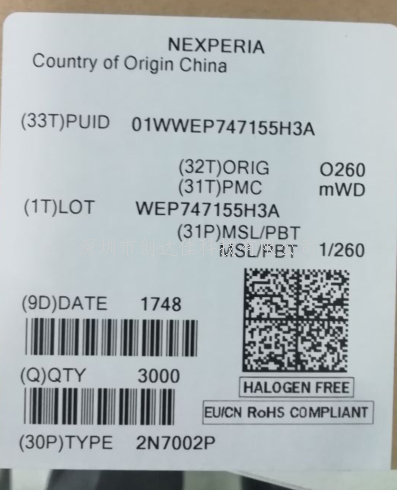 NEXPERIA
Country of Origin China
(33T)PUID 01WWEP747155H3A
(32T)ORIG O260
(31T)PMC mWD
(1T)LOT WEP747155H3A
(31P)MSL/PBT
MSL/PBT 1/260
(9D)DATE 1748
(Q)QTY 3000
HALOGEN FREE
EU/CN RoHS COMPLIANT
(30P)TYPE 2N7002P